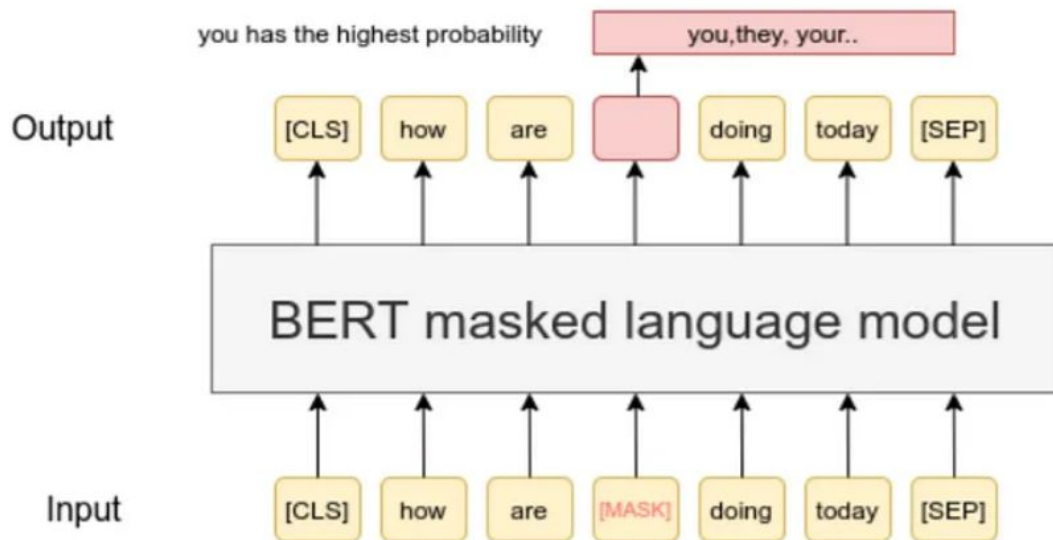 you has the highest probability
you,they, your..
Output
[CLS] how are doing today [SEP]
BERT masked language model
Input
[CLS] how are [MASK] doing today [SEP]